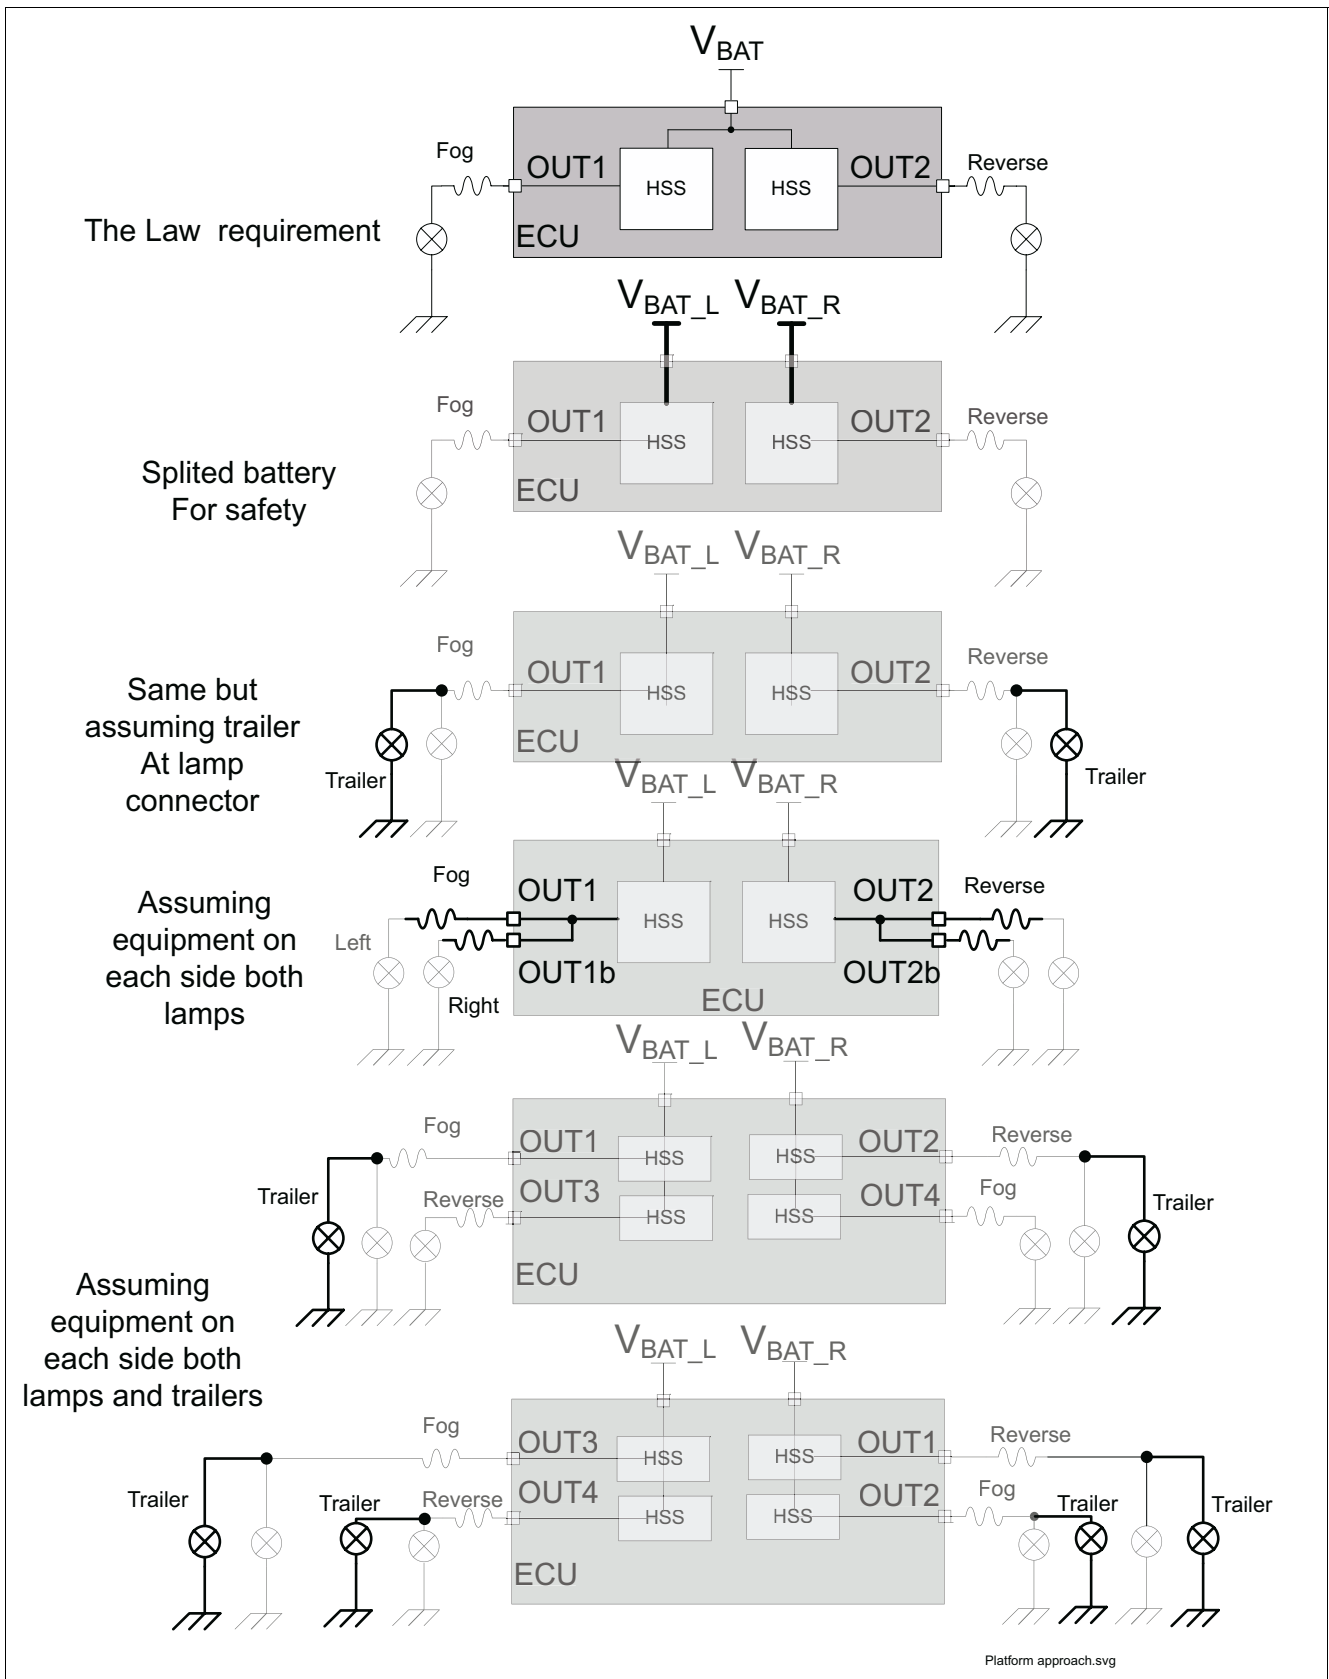 VBAT
Fog
OUT1
HSS
HSS
OUT2
Reverse
The Law requirement
ECU
VBAT_L
VBAT_R
Fog
OUT1
HSS
HSS
OUT2
Reverse
Splited battery
For safety
ECU
VBAT_L
VBAT_R
Fog
OUT1
HSS
HSS
OUT2
Reverse
Same but
assuming trailer
At lamp
connector
ECU
Trailer
Trailer
VBAT_L
VBAT_R
Fog
OUT1
HSS
HSS
OUT2
Reverse
Assuming
equipment on
each side both
lamps
Left
OUT1b
OUT2b
Right
ECU
VBAT_L
VBAT_R
Fog
OUT1
HSS
HSS
OUT2
Reverse
Trailer
Reverse
OUT3
HSS
HSS
OUT4
Fog
Trailer
ECU
Assuming
equipment on
each side both
lamps and trailers
VBAT_L
VBAT_R
Fog
OUT3
HSS
HSS
OUT1
Reverse
Trailer
Trailer
Reverse
OUT4
HSS
HSS
OUT2
Fog
Trailer
Trailer
ECU
Platform approach.svg